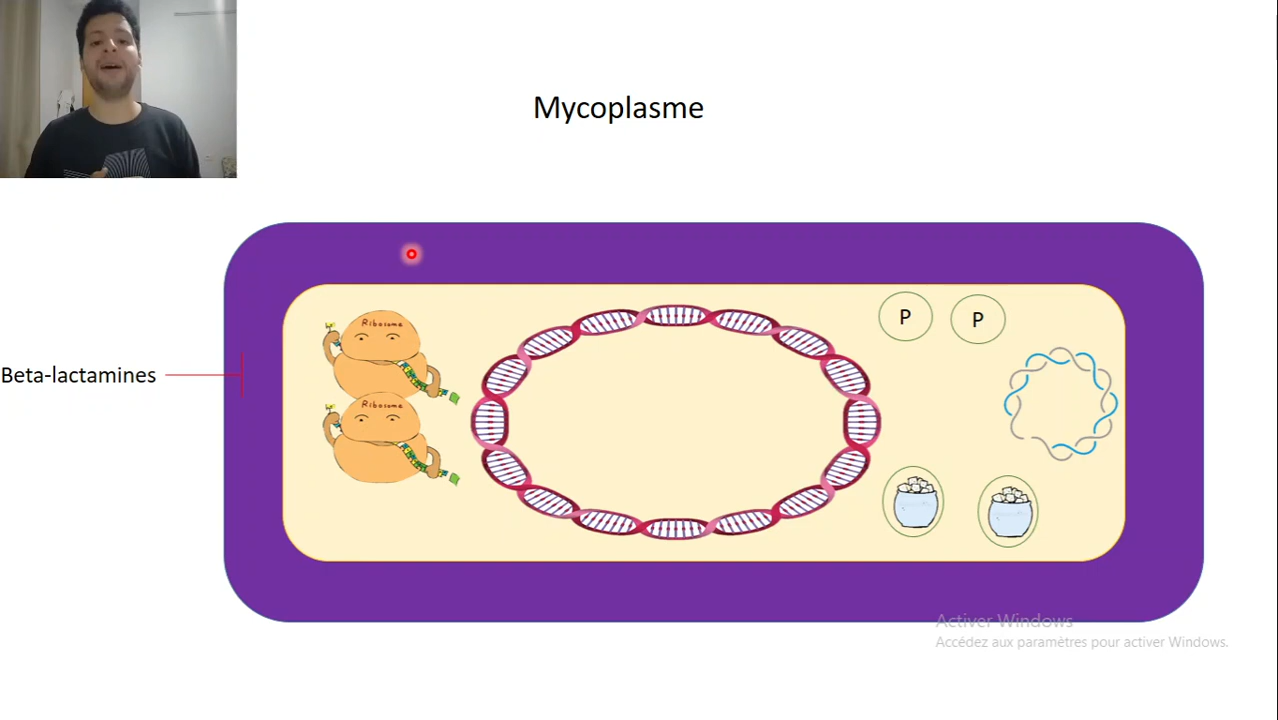 Mycoplasme
Ribosome
P
P
Beta-lactamines
Ribosome
Activer Windows
Accédez aux paramètres pour activer Windows.